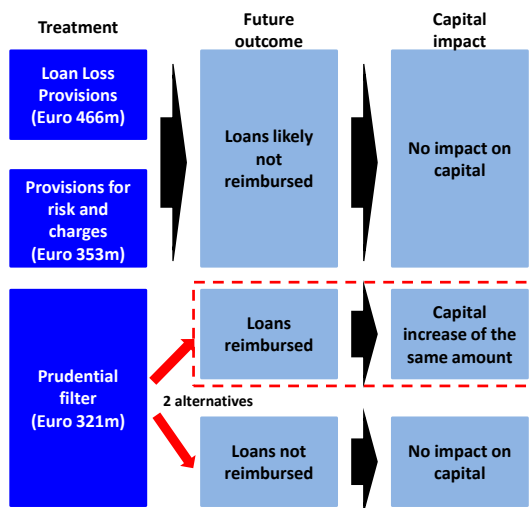 Treatment
Future
outcome
Capital
impact
Loan Loss
Provisions
(Euro 466m)
Provisions for
risk and
charges
(Euro 353m)
Loans likely
not
reimbursed
No impact on
capital
Prudential
filter
(Euro 321m)
2 alternatives
Loans
reimbursed
Capital
increase of the
same amount
Loans not
reimbursed
No impact on
capital